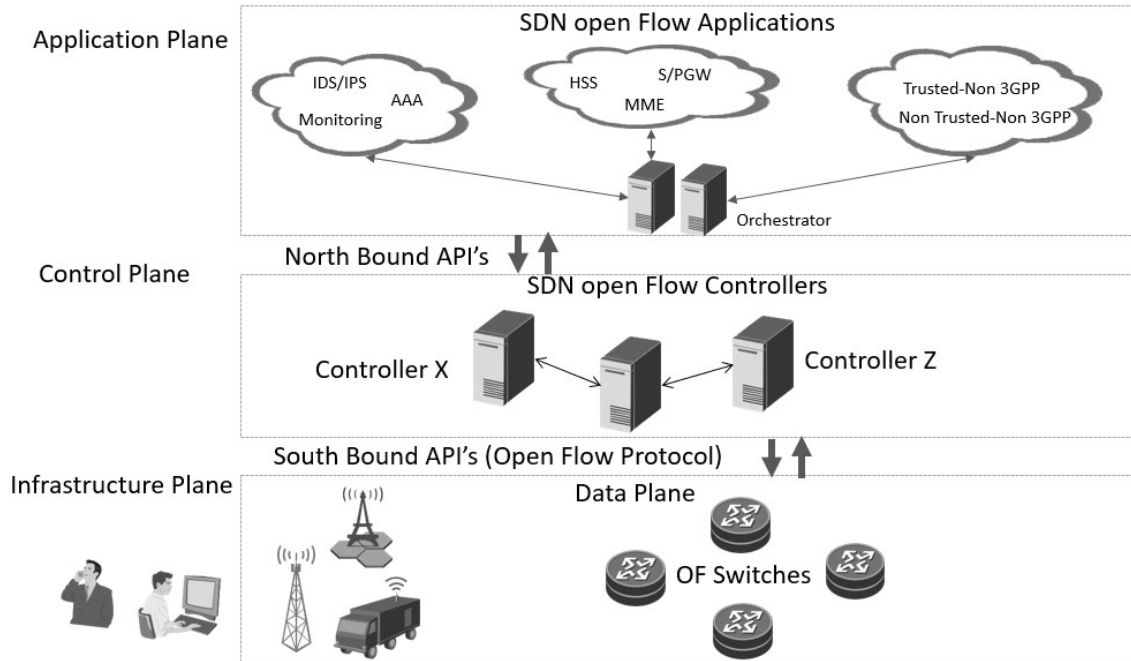 Application Plane
SDN open Flow Applications
IDS/IPS
AAA
Monitoring
HSS
S/PGW
MME
Trusted-Non 3GPP
Non Trusted-Non 3GPP
Orchestrator
North Bound API's
Control Plane
SDN open Flow Controllers
Controller X
Controller Z
South Bound API's (Open Flow Protocol)
Infrastructure Plane
Data Plane
OF Switches